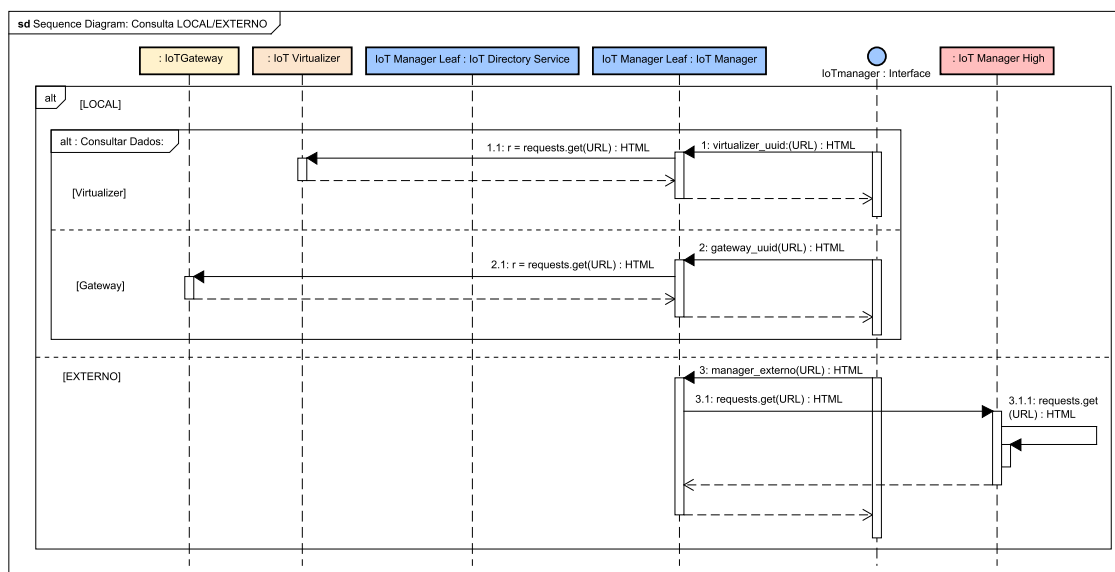 sd Sequence Diagram: Consulta LOCAL/EXTERNO
: IoTGateway
: IoT Virtualizer
IoT Manager Leaf : IoT Directory Service
IoT Manager Leaf : IoT Manager
IoTmanager : Interface
: IoT Manager High
alt
[LOCAL]
alt : Consultar Dados:
1.1: r = requests.get(URL) : HTML
1: virtualizer_uuid:(URL) : HTML
[Virtualizer]
2: gateway_uuid(URL) : HTML
2.1: r = requests.get(URL) : HTML
[Gateway]
[EXTERNO]
3: manager_externo(URL) : HTML
3.1: requests.get(URL) : HTML
3.1.1: requests.get
(URL) : HTML